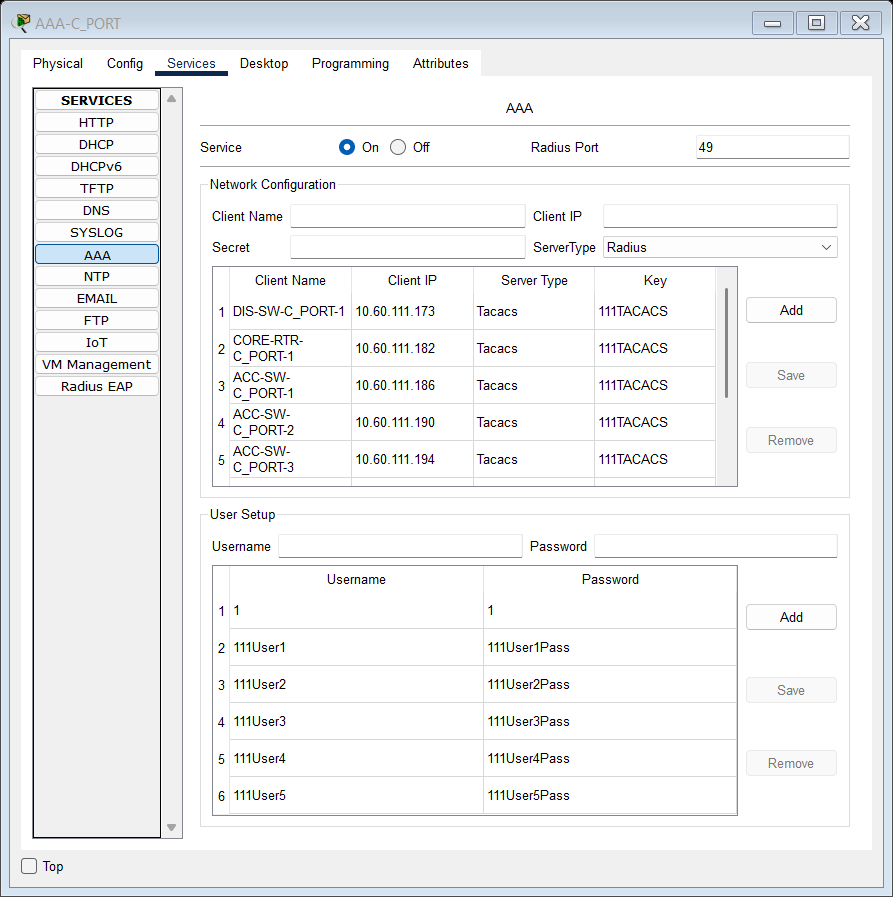 AAA-C_PORT
Physical Config Services Desktop Programming Attributes
SERVICES
HTTP
DHCP
DHCPv6
TFTP
DNS
SYSLOG
AAA
NTP
EMAIL
FTP
IoT
VM Management
Radius EAP
AAA
Service On Off Radius Port 49
Network Configuration
Client Name Client IP
Secret ServerType Radius
Client Name Client IP Server Type Key
1 DIS-SW-C_PORT-1 10.60.111.173 Tacacs 111TACACS
2 CORE-RTR-
C_PORT-1 10.60.111.182 Tacacs 111TACACS
3 ACC-SW-
C_PORT-1 10.60.111.186 Tacacs 111TACACS
4 ACC-SW-
C_PORT-2 10.60.111.190 Tacacs 111TACACS
5 ACC-SW-
C_PORT-3 10.60.111.194 Tacacs 111TACACS
Add
Save
Remove
User Setup
Username Password
Username Password
1 1 1
2 111User1 111User1Pass
3 111User2 111User2Pass
4 111User3 111User3Pass
5 111User4 111User4Pass
6 111User5 111User5Pass
Add
Save
Remove
Top